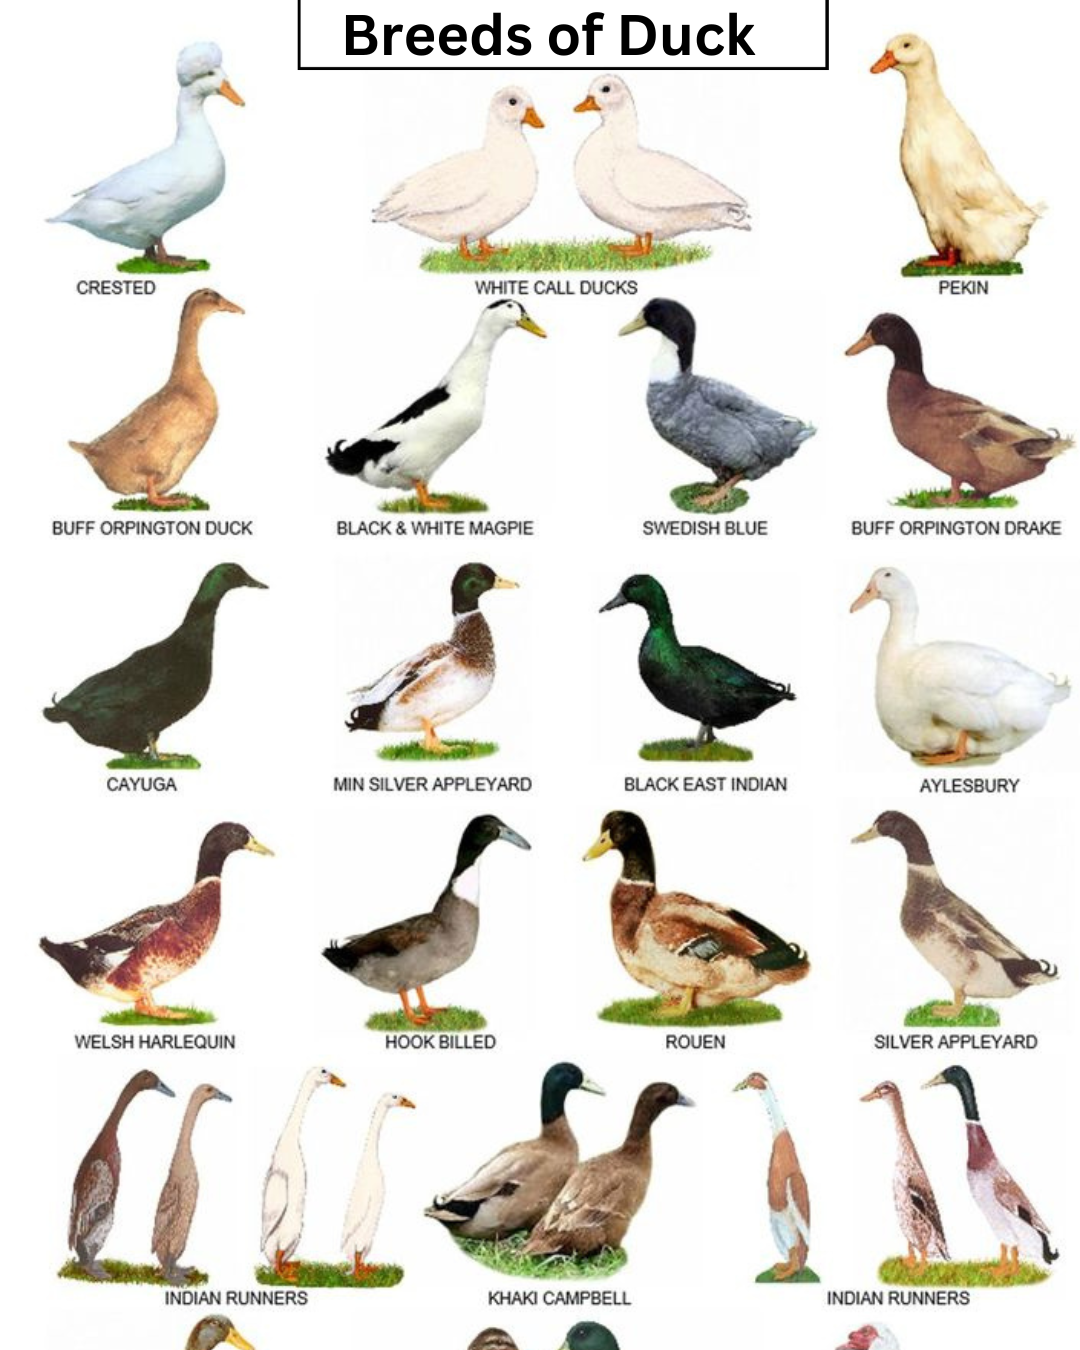 Breeds of Duck
CRESTED
WHITE CALL DUCKS
PEKIN
BUFF ORPINGTON DUCK
BLACK & WHITE MAGPIE
SWEDISH BLUE
BUFF ORPINGTON DRAKE
CAYUGA
MIN SILVER APPLEYARD
BLACK EAST INDIAN
AYLESBURY
WELSH HARLEQUIN
HOOK BILLED
ROUEN
SILVER APPLEYARD
INDIAN RUNNERS
KHAKI CAMPBELL
INDIAN RUNNERS